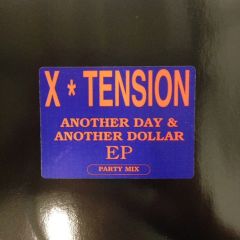 X * TENSION
ANOTHER DAY &
ANOTHER DOLLAR
EP
PARTY MIX